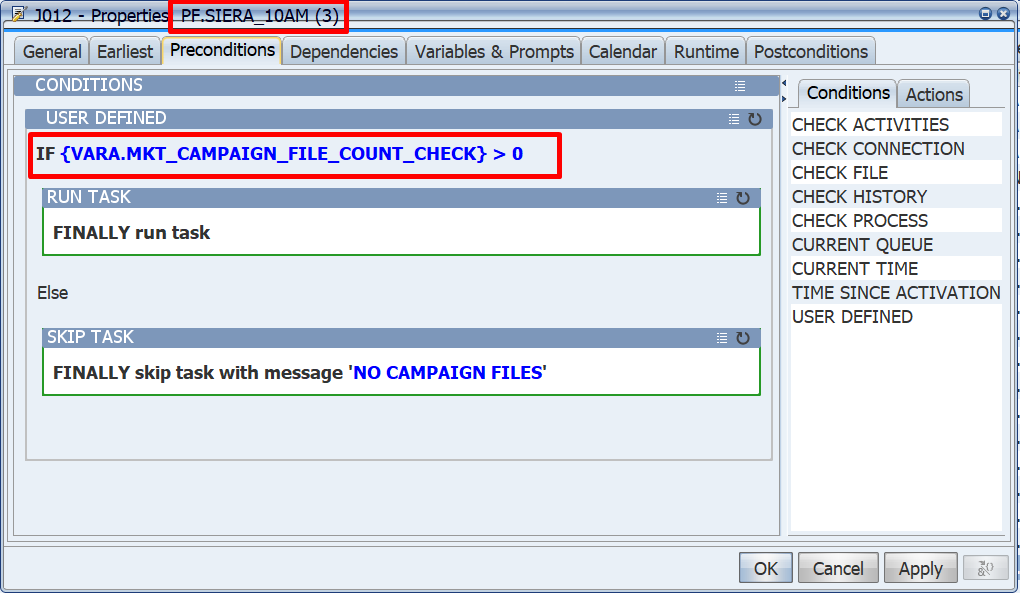 J012 - Properties PF.SIERA_10AM (3)
General Earliest Preconditions Dependencies Variables & Prompts Calendar Runtime Postconditions
CONDITIONS
USER DEFINED
IF {VARA.MKT_CAMPAIGN_FILE_COUNT_CHECK} > 0
RUN TASK
FINALLY run task
Else
SKIP TASK
FINALLY skip task with message 'NO CAMPAIGN FILES'
Conditions Actions
CHECK ACTIVITIES
CHECK CONNECTION
CHECK FILE
CHECK HISTORY
CHECK PROCESS
CURRENT QUEUE
CURRENT TIME
TIME SINCE ACTIVATION
USER DEFINED
OK Cancel Apply